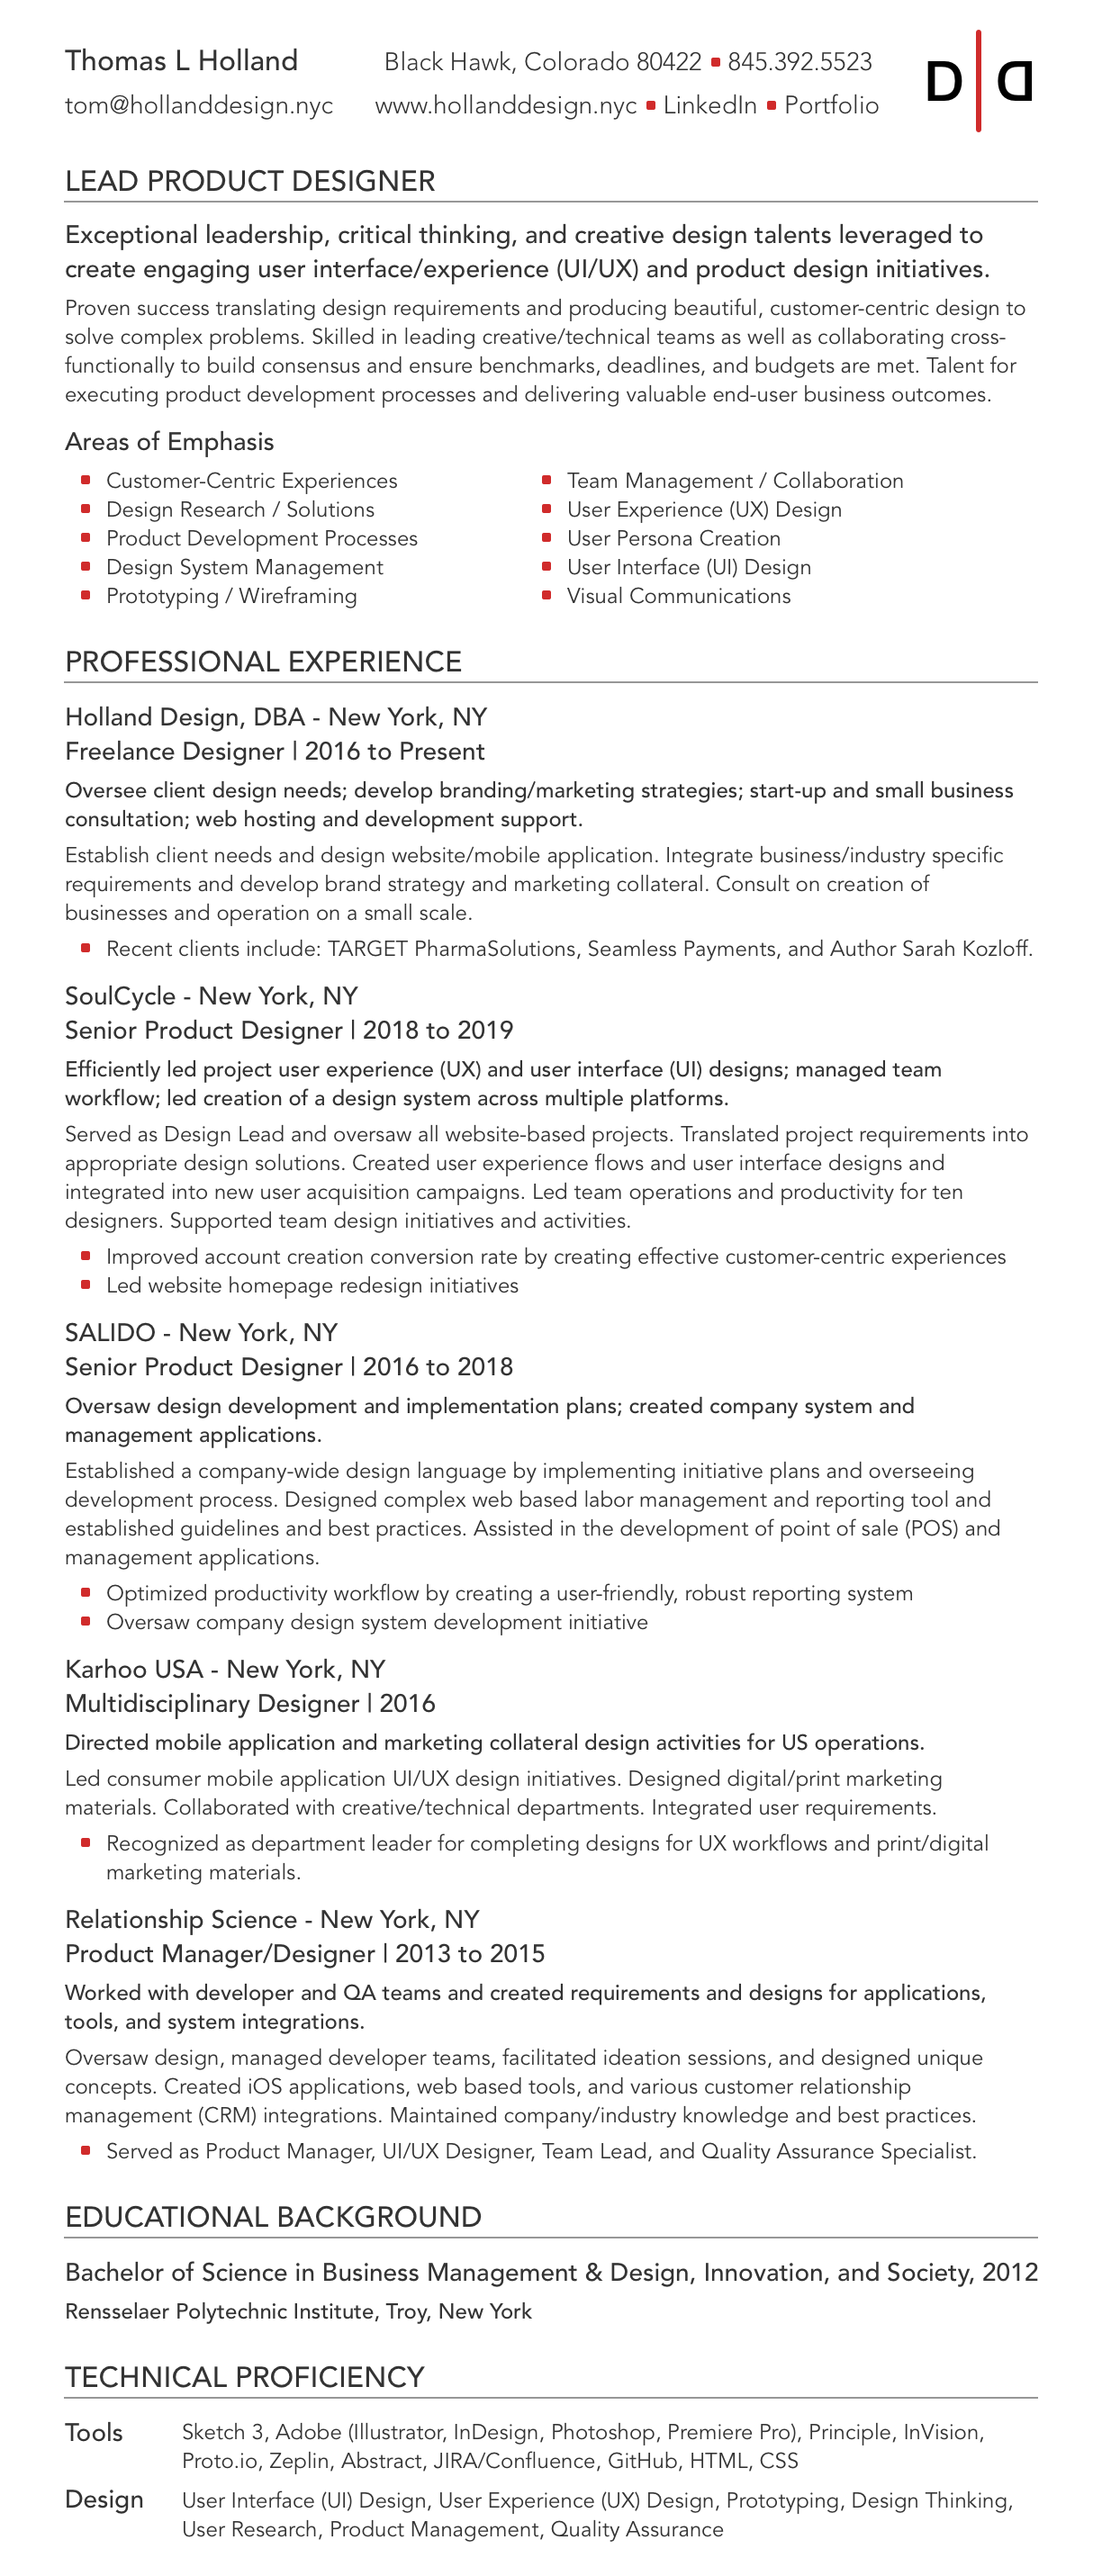 Thomas L Holland
Black Hawk, Colorado 80422 ▪ 845.392.5523
tom@hollanddesign.nyc
www.hollanddesign.nyc ▪ LinkedIn ▪ Portfolio
D|D
LEAD PRODUCT DESIGNER
Exceptional leadership, critical thinking, and creative design talents leveraged to
create engaging user interface/experience (UI/UX) and product design initiatives.
Proven success translating design requirements and producing beautiful, customer-centric design to
solve complex problems. Skilled in leading creative/technical teams as well as collaborating cross-
functionally to build consensus and ensure benchmarks, deadlines, and budgets are met. Talent for
executing product development processes and delivering valuable end-user business outcomes.
Areas of Emphasis
▪ Customer-Centric Experiences
▪ Design Research / Solutions
▪ Product Development Processes
▪ Design System Management
▪ Prototyping / Wireframing
▪ Team Management / Collaboration
▪ User Experience (UX) Design
▪ User Persona Creation
▪ User Interface (UI) Design
▪ Visual Communications
PROFESSIONAL EXPERIENCE
Holland Design, DBA - New York, NY
Freelance Designer | 2016 to Present
Oversee client design needs; develop branding/marketing strategies; start-up and small business
consultation; web hosting and development support.
Establish client needs and design website/mobile application. Integrate business/industry specific
requirements and develop brand strategy and marketing collateral. Consult on creation of
businesses and operation on a small scale.
▪ Recent clients include: TARGET PharmaSolutions, Seamless Payments, and Author Sarah Kozloff.
SoulCycle - New York, NY
Senior Product Designer | 2018 to 2019
Efficiently led project user experience (UX) and user interface (UI) designs; managed team
workflow; led creation of a design system across multiple platforms.
Served as Design Lead and oversaw all website-based projects. Translated project requirements into
appropriate design solutions. Created user experience flows and user interface designs and
integrated into new user acquisition campaigns. Led team operations and productivity for ten
designers. Supported team design initiatives and activities.
▪ Improved account creation conversion rate by creating effective customer-centric experiences
▪ Led website homepage redesign initiatives
SALIDO - New York, NY
Senior Product Designer | 2016 to 2018
Oversaw design development and implementation plans; created company system and
management applications.
Established a company-wide design language by implementing initiative plans and overseeing
development process. Designed complex web based labor management and reporting tool and
established guidelines and best practices. Assisted in the development of point of sale (POS) and
management applications.
▪ Optimized productivity workflow by creating a user-friendly, robust reporting system
▪ Oversaw company design system development initiative
Karhoo USA - New York, NY
Multidisciplinary Designer | 2016
Directed mobile application and marketing collateral design activities for US operations.
Led consumer mobile application UI/UX design initiatives. Designed digital/print marketing
materials. Collaborated with creative/technical departments. Integrated user requirements.
▪ Recognized as department leader for completing designs for UX workflows and print/digital
marketing materials.
Relationship Science - New York, NY
Product Manager/Designer | 2013 to 2015
Worked with developer and QA teams and created requirements and designs for applications,
tools, and system integrations.
Oversaw design, managed developer teams, facilitated ideation sessions, and designed unique
concepts. Created iOS applications, web based tools, and various customer relationship
management (CRM) integrations. Maintained company/industry knowledge and best practices.
▪ Served as Product Manager, UI/UX Designer, Team Lead, and Quality Assurance Specialist.
EDUCATIONAL BACKGROUND
Bachelor of Science in Business Management & Design, Innovation, and Society, 2012
Rensselaer Polytechnic Institute, Troy, New York
TECHNICAL PROFICIENCY
Tools
Sketch 3, Adobe (Illustrator, InDesign, Photoshop, Premiere Pro), Principle, InVision,
Proto.io, Zeplin, Abstract, JIRA/Confluence, GitHub, HTML, CSS
Design
User Interface (UI) Design, User Experience (UX) Design, Prototyping, Design Thinking,
User Research, Product Management, Quality Assurance